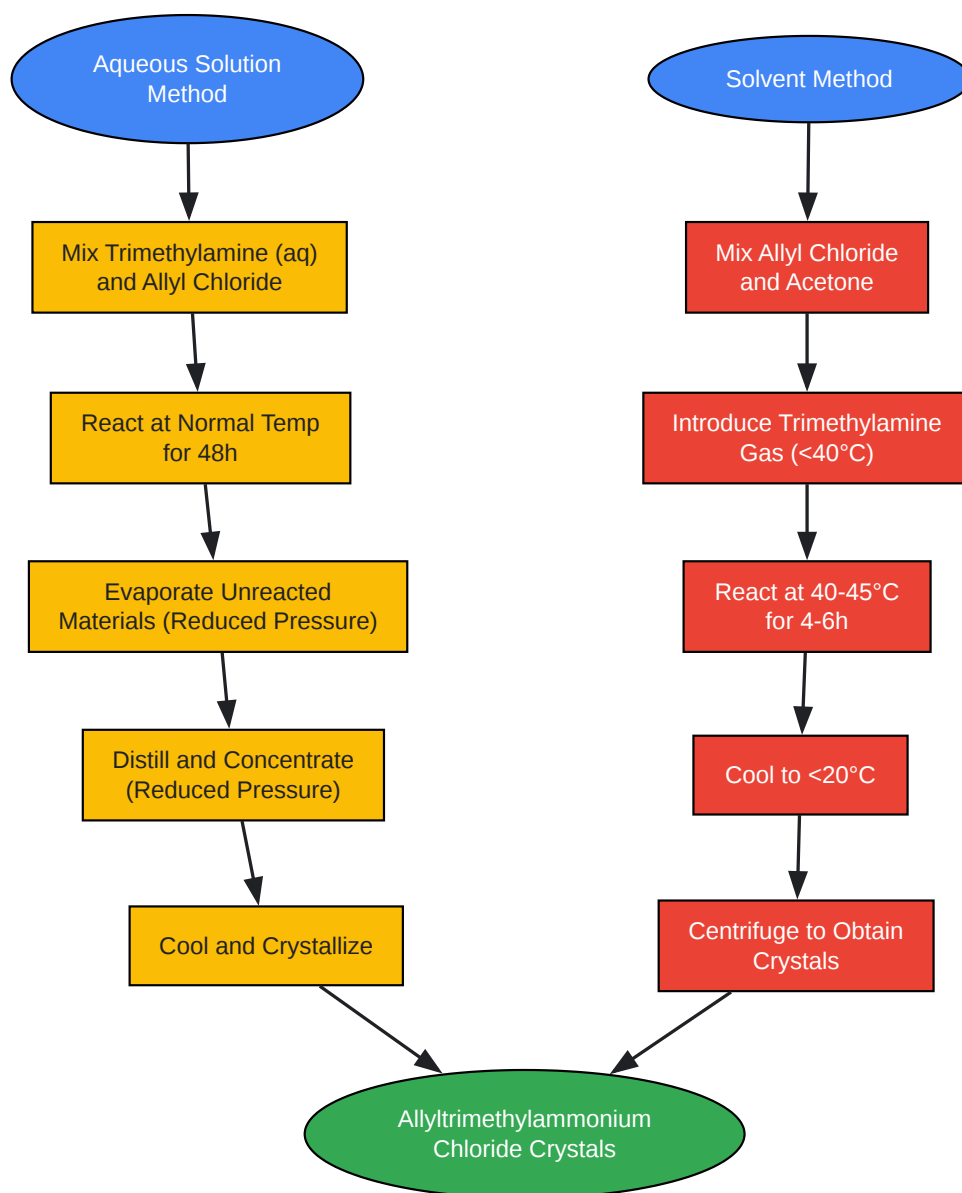 Aqueous Solution
Method
Mix Trimethylamine (aq)
and Allyl Chloride
React at Normal Temp
for 48h
Evaporate Unreacted
Materials (Reduced Pressure)
Distill and Concentrate
(Reduced Pressure)
Cool and Crystallize
Solvent Method
Mix Allyl Chloride
and Acetone
Introduce Trimethylamine
Gas (<40°C)
React at 40-45°C
for 4-6h
Cool to <20°C
Centrifuge to Obtain
Crystals
Allyltrimethylammonium
Chloride Crystals